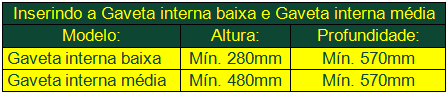 Inserindo a Gaveta interna baixa e Gaveta interna média
Modelo: Altura: Profundidade:
Gaveta interna baixa Mín. 280mm Mín. 570mm
Gaveta interna média Mín. 480mm Mín. 570mm